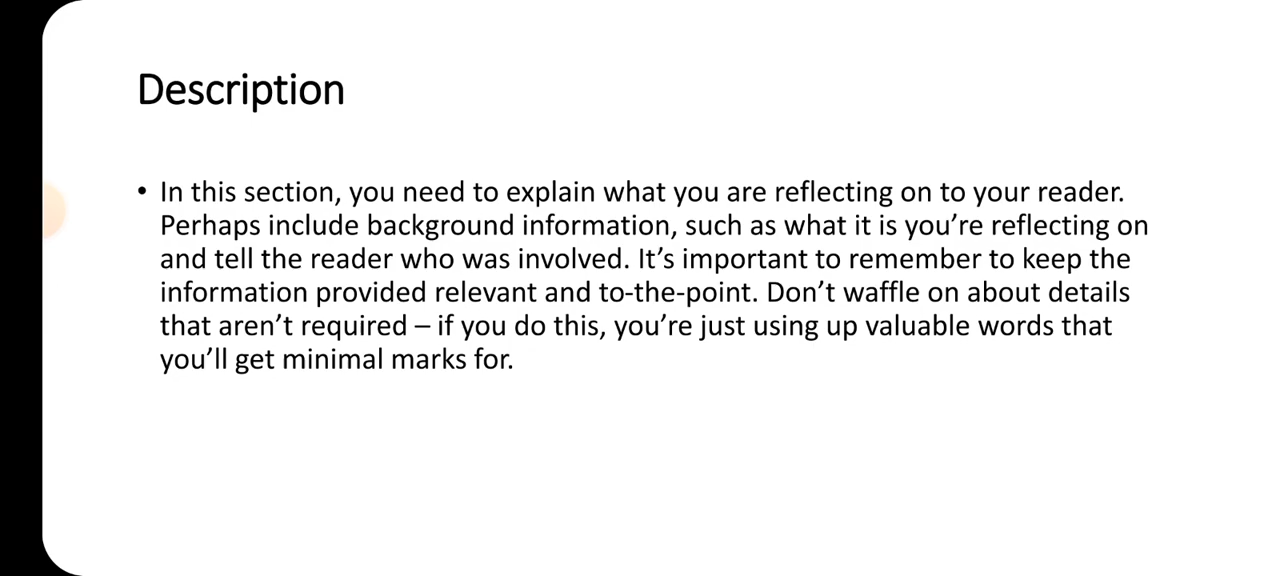 Description
• In this section, you need to explain what you are reflecting on to your reader.
Perhaps include background information, such as what it is you’re reflecting on
and tell the reader who was involved. It’s important to remember to keep the
information provided relevant and to-the-point. Don’t waffle on about details
that aren’t required – if you do this, you’re just using up valuable words that
you’ll get minimal marks for.